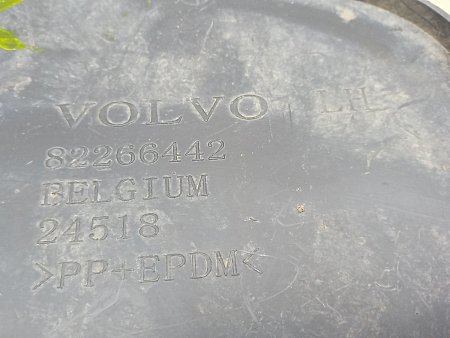 VOLVO LH
82266442
BELGIUM
24518
>PP+EPDM<